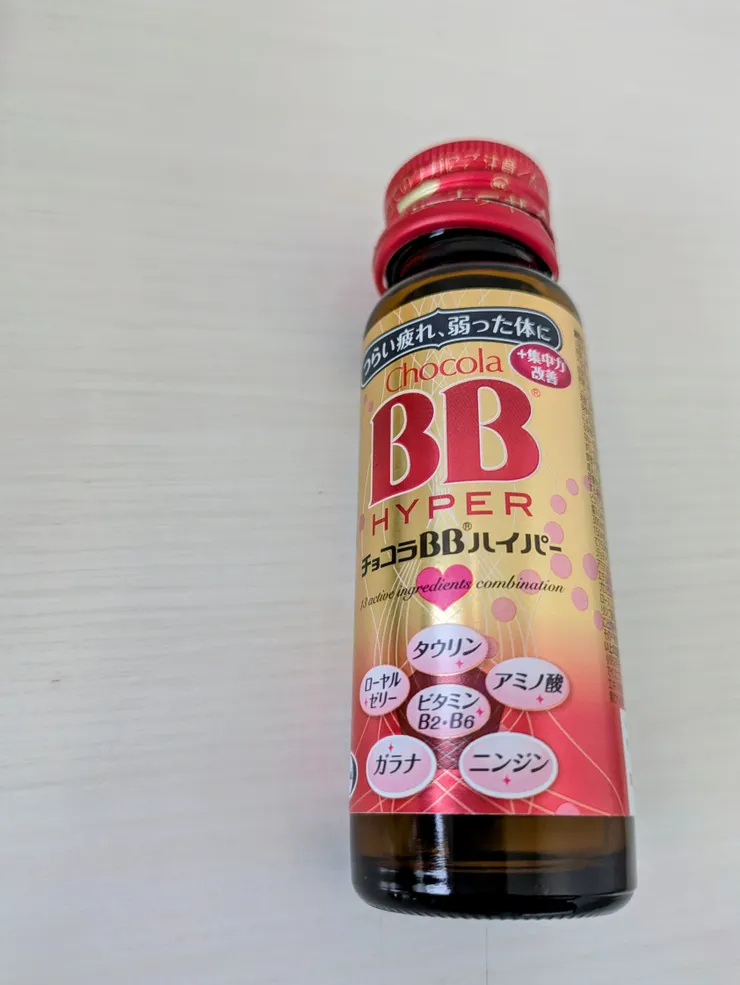 つらい疲れ、弱った体に
+集中力
改善
Chocola
BB®
HYPER
チョコラBB®ハイパー
13 active ingredients combination
タウリン
ローヤル
ゼリー
アミノ酸
ビタミン
B2・B6
ガラナ
ニンジン